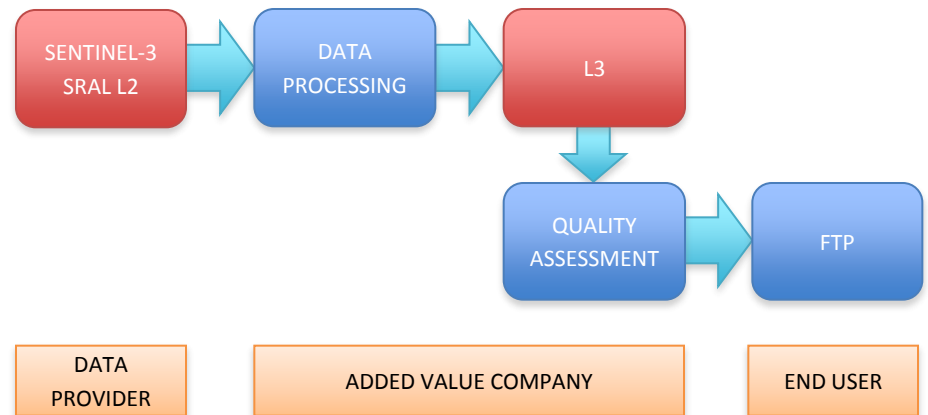 SENTINEL-3
SRAL L2
DATA
PROCESSING
L3
QUALITY
ASSESSMENT
FTP
DATA
PROVIDER
ADDED VALUE COMPANY
END USER